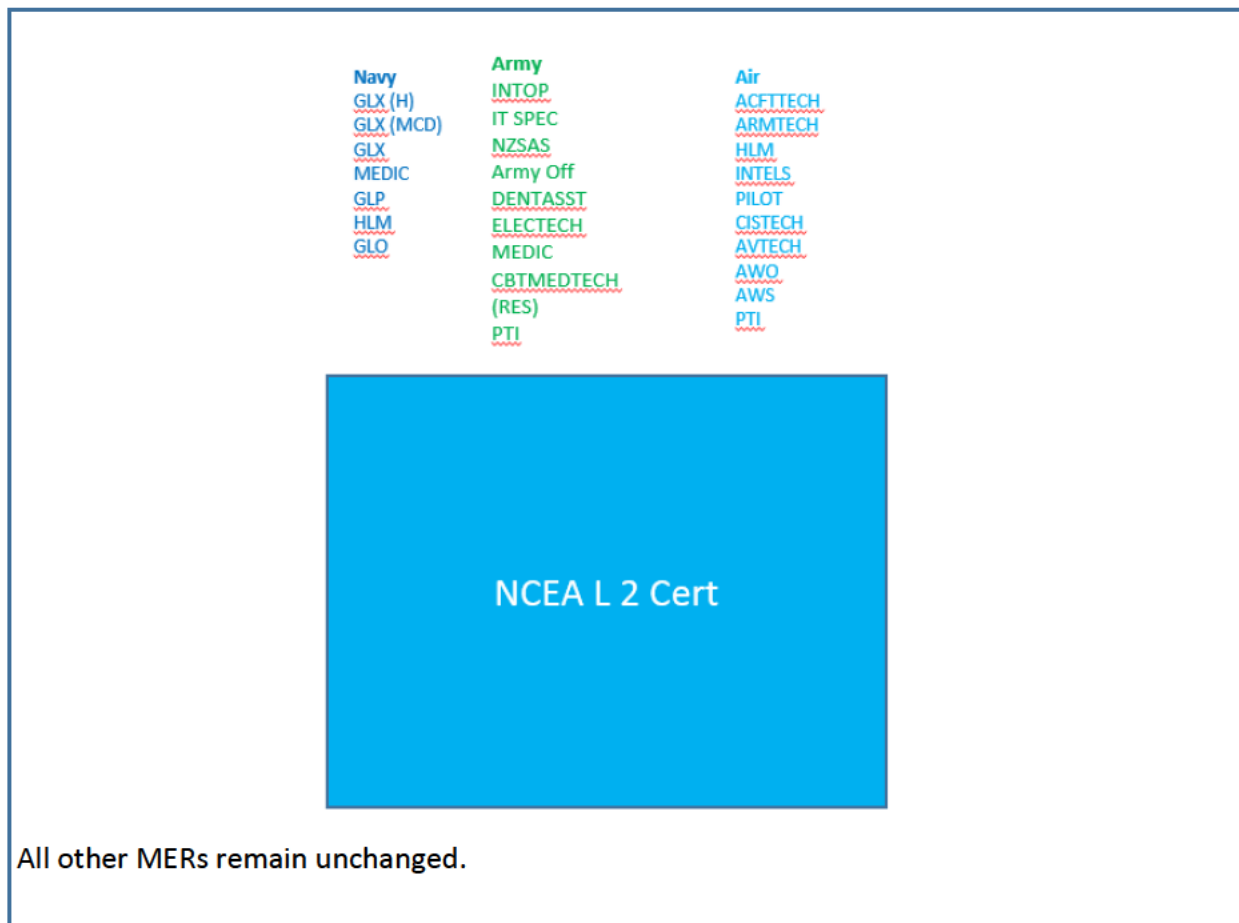 Navy
GLX (H)
GLX (MCD)
GLX
MEDIC
GLP
HLM
GLO
Army
INTOP
IT SPEC
NZSAS
Army Off
DENTASST
ELECTECH
MEDIC
CBTMEDTECH
(RES)
PTI
Air
ACFTTECH
ARMTECH
HLM
INTELS
PILOT
CISTECH
AVTECH
AWO
AWS
PTI
NCEA L 2 Cert
All other MERs remain unchanged.